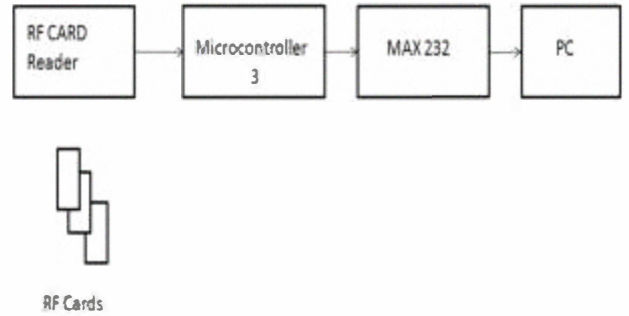 RF CARD
Reader
Microcontroller
3
MAX 232
PC
RF Cards